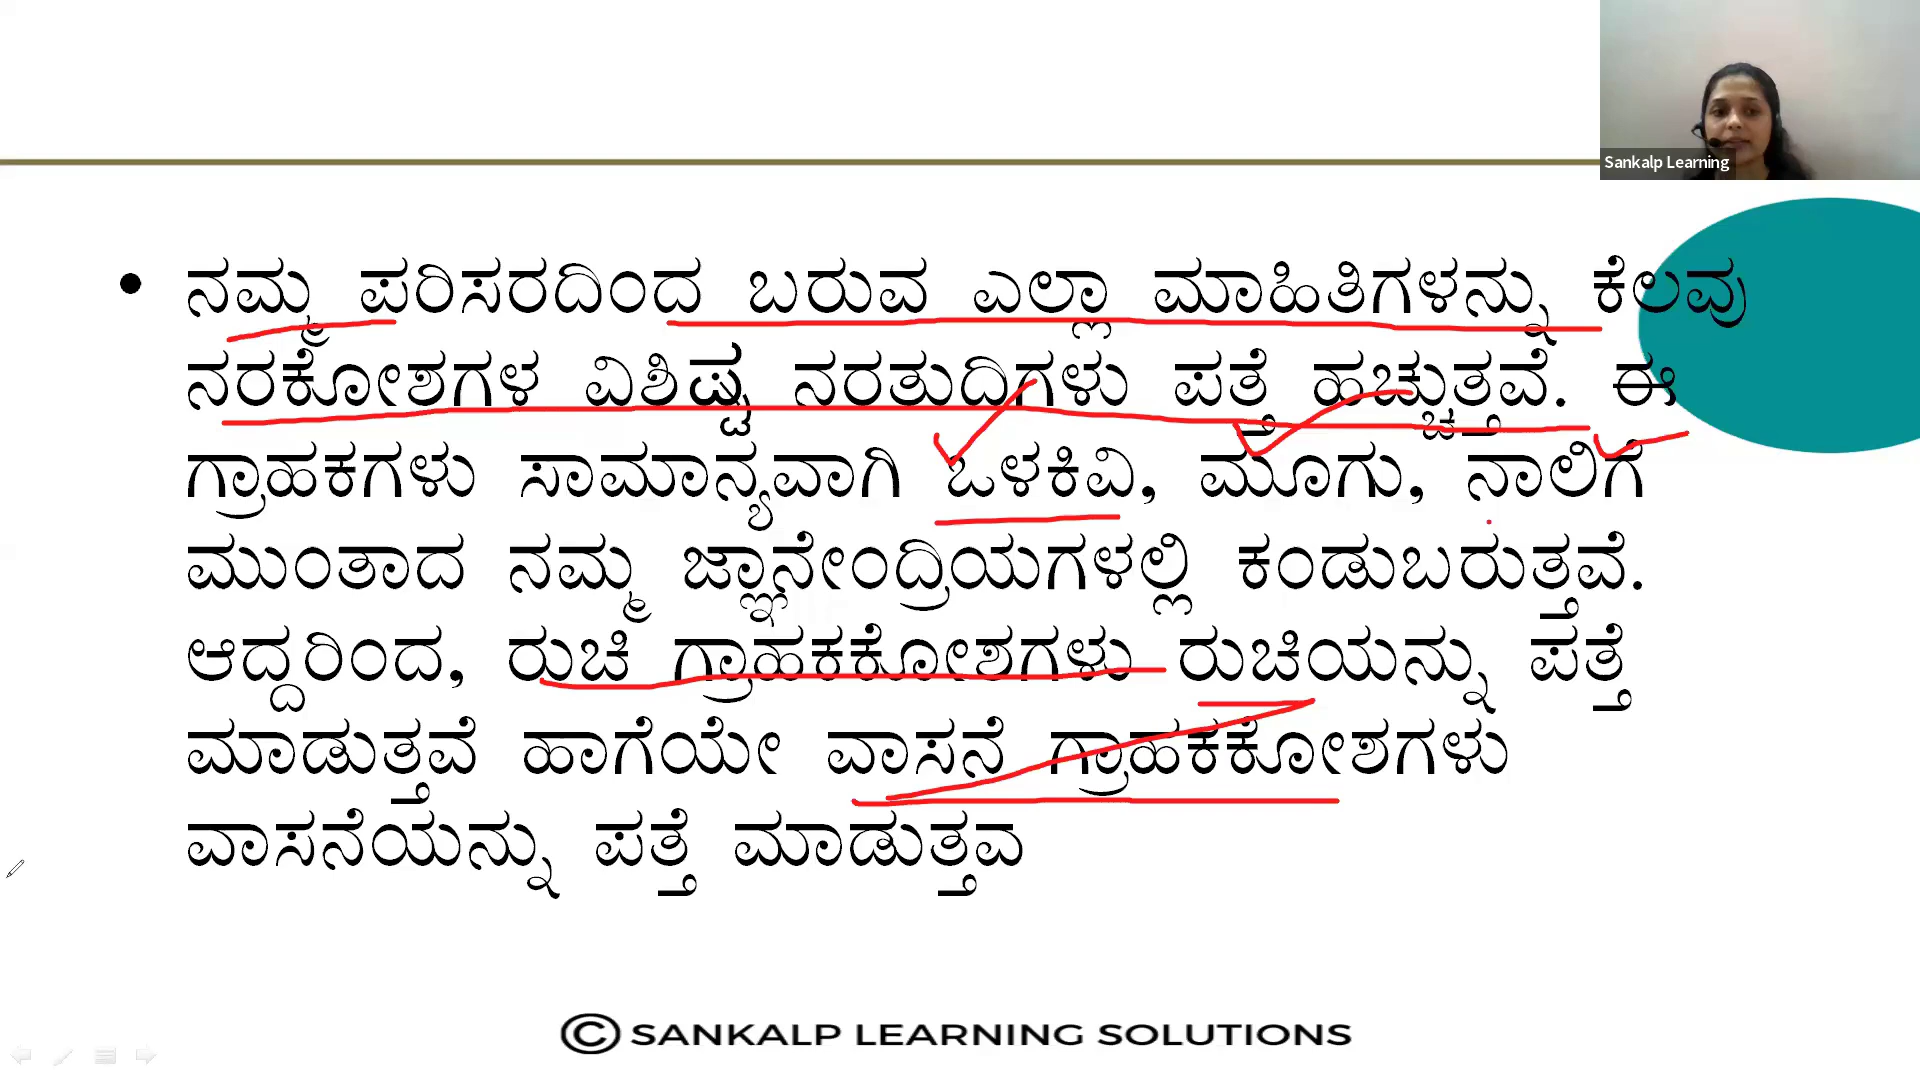 Sankalp Learning
• ನಮ್ಮ ಪರಿಸರದಿಂದ ಬರುವ ಎಲ್ಲಾ ಮಾಹಿತಿಗಳನ್ನು ಕೆಲವು
ನರಕೋಶಗಳ ವಿಶಿಷ್ಟ ನರತುದಿಗಳು ಪತ್ತೆ ಹಚ್ಚುತ್ತವೆ. ಈ
ಗ್ರಾಹಕಗಳು ಸಾಮಾನ್ಯವಾಗಿ ಒಳಕಿವಿ, ಮೂಗು, ನಾಲಿಗೆ
ಮುಂತಾದ ನಮ್ಮ ಜ್ಞಾನೇಂದ್ರಿಯಗಳಲ್ಲಿ ಕಂಡುಬರುತ್ತವೆ.
ಆದ್ದರಿಂದ, ರುಚಿ ಗ್ರಾಹಕಕೋಶಗಳು ರುಚಿಯನ್ನು ಪತ್ತೆ
ಮಾಡುತ್ತವೆ ಹಾಗೆಯೇ ವಾಸನೆ ಗ್ರಾಹಕಕೋಶಗಳು
ವಾಸನೆಯನ್ನು ಪತ್ತೆ ಮಾಡುತ್ತವ
© SANKALP LEARNING SOLUTIONS